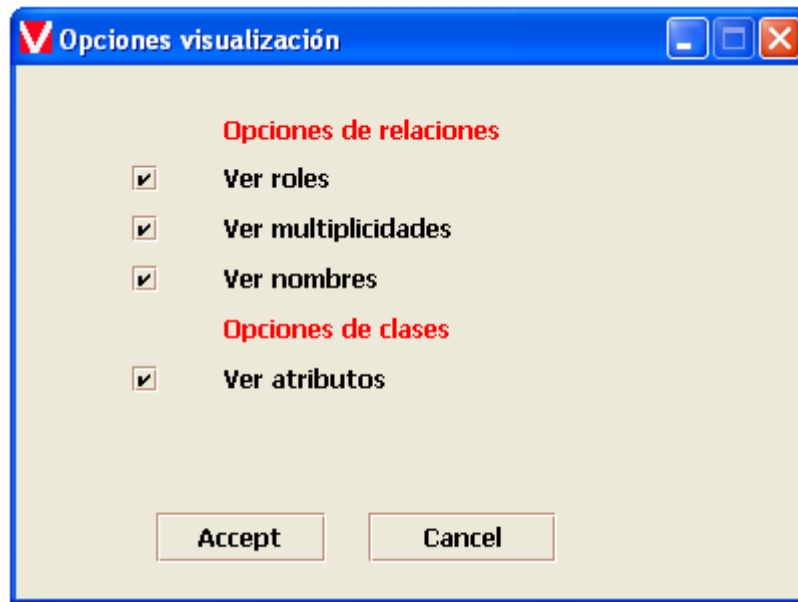 Opciones visualización
Opciones de relaciones
Ver roles
Ver multiplicidades
Ver nombres
Opciones de clases
Ver atributos
Accept Cancel